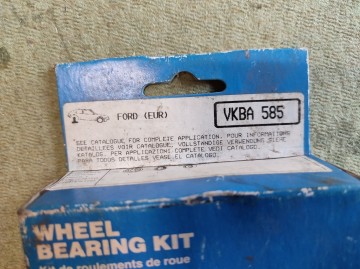 FORD (EUR)
VKBA 585
*SEE CATALOGUE FOR COMPLETE APPLICATION. POUR INFORMATIONS
DETAILLEES VOIR CATALOGUE. VOLLSTANDIGE VERWENDUNG SIEHE
KATALOG. PER APPLICAZIONI COMPLETE VEDI CATALOGO.
PARA TODOS DETALLES VEASE EL CATALOGO.
WHEEL
BEARING KIT
Kit de roulements de roue